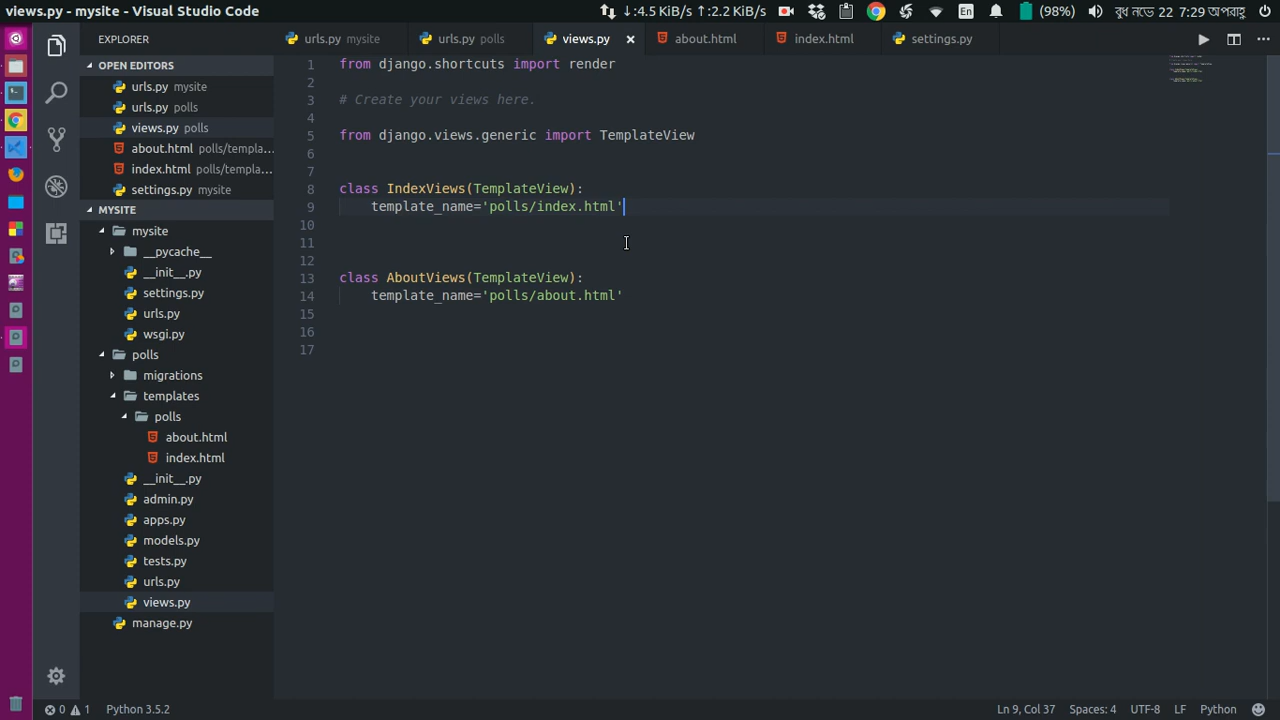 views.py - mysite - Visual Studio Code
↓:4.5 KiB/s ↑:2.2 KiB/s
En
(98%)
বুধ নভে 22 7:29 অপরাহ্ণ
EXPLORER
OPEN EDITORS
urls.py mysite
urls.py polls
views.py polls
about.html polls/templa...
index.html polls/templa...
settings.py mysite
MYSITE
mysite
__pycache__
__init__.py
settings.py
urls.py
wsgi.py
polls
migrations
templates
polls
about.html
index.html
__init__.py
admin.py
apps.py
models.py
tests.py
urls.py
views.py
manage.py
urls.py mysite
urls.py polls
views.py
about.html
index.html
settings.py
1 from django.shortcuts import render
2
3 # Create your views here.
4
5 from django.views.generic import TemplateView
6
7
8 class IndexViews(TemplateView):
9 template_name='polls/index.html'
10
11
12
13 class AboutViews(TemplateView):
14 template_name='polls/about.html'
15
16
17
0 1 Python 3.5.2
Ln 9, Col 37 Spaces: 4 UTF-8 LF Python